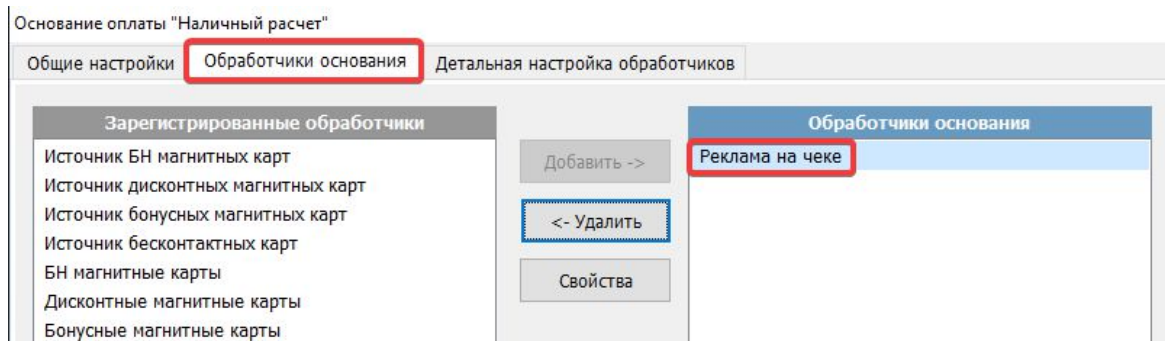 Основание оплаты "Наличный расчет"
Общие настройки Обработчики основания Детальная настройка обработчиков
Зарегистрированные обработчики
Источник БН магнитных карт
Источник дисконтных магнитных карт
Источник бонусных магнитных карт
Источник бесконтактных карт
БН магнитные карты
Дисконтные магнитные карты
Бонусные магнитные карты
Добавить ->
<- Удалить
Свойства
Обработчики основания
Реклама на чеке